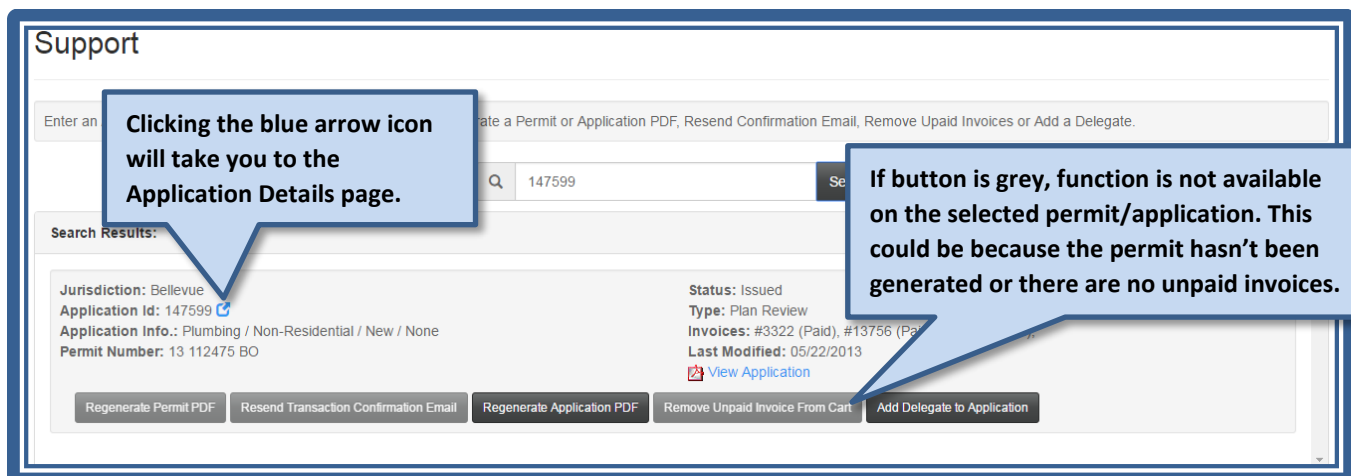 Support
Enter an
rate a Permit or Application PDF, Resend Confirmation Email, Remove Upaid Invoices or Add a Delegate.
Clicking the blue arrow icon
will take you to the
Application Details page.
147599
Se
If button is grey, function is not available
on the selected permit/application. This
could be because the permit hasn’t been
generated or there are no unpaid invoices.
Search Results:
Jurisdiction: Bellevue
Application Id: 147599
Application Info.: Plumbing / Non-Residential / New / None
Permit Number: 13 112475 BO
Status: Issued
Type: Plan Review
Invoices: #3322 (Paid), #13756 (Pa
Last Modified: 05/22/2013
View Application
Regenerate Permit PDF
Resend Transaction Confirmation Email
Regenerate Application PDF
Remove Unpaid Invoice From Cart
Add Delegate to Application